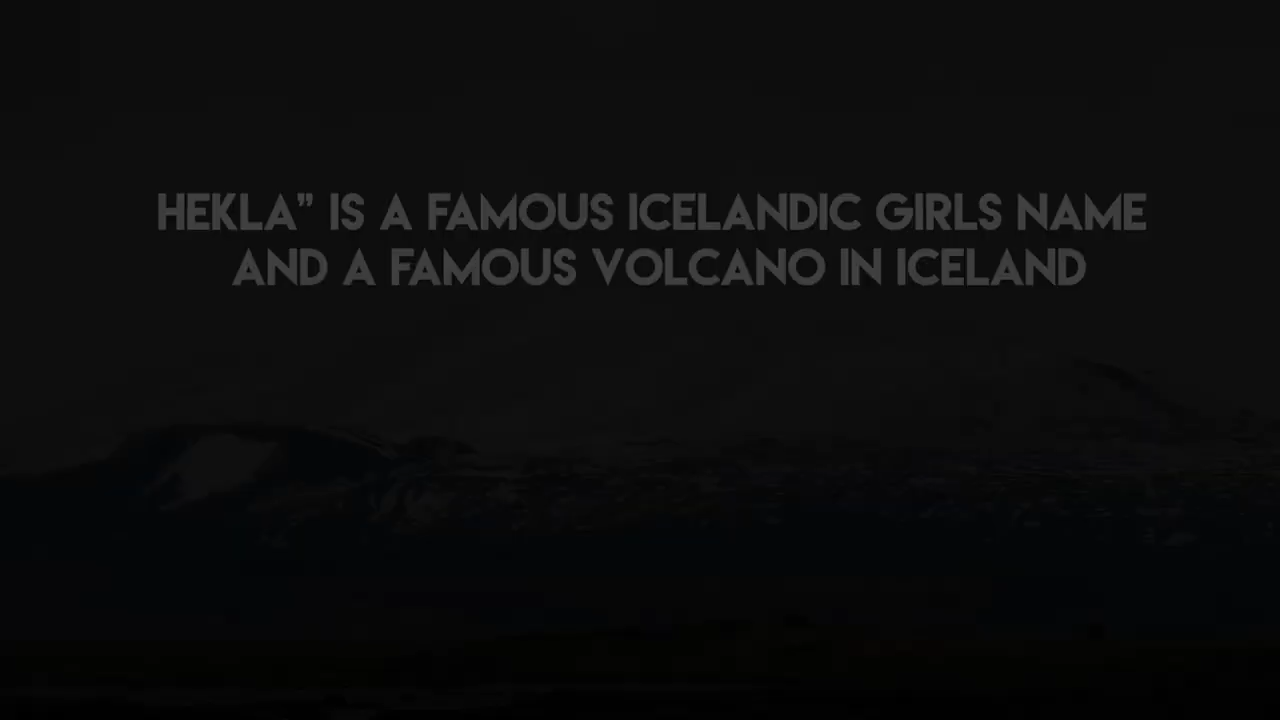 HEKLA” IS A FAMOUS ICELANDIC GIRLS NAME
AND A FAMOUS VOLCANO IN ICELAND